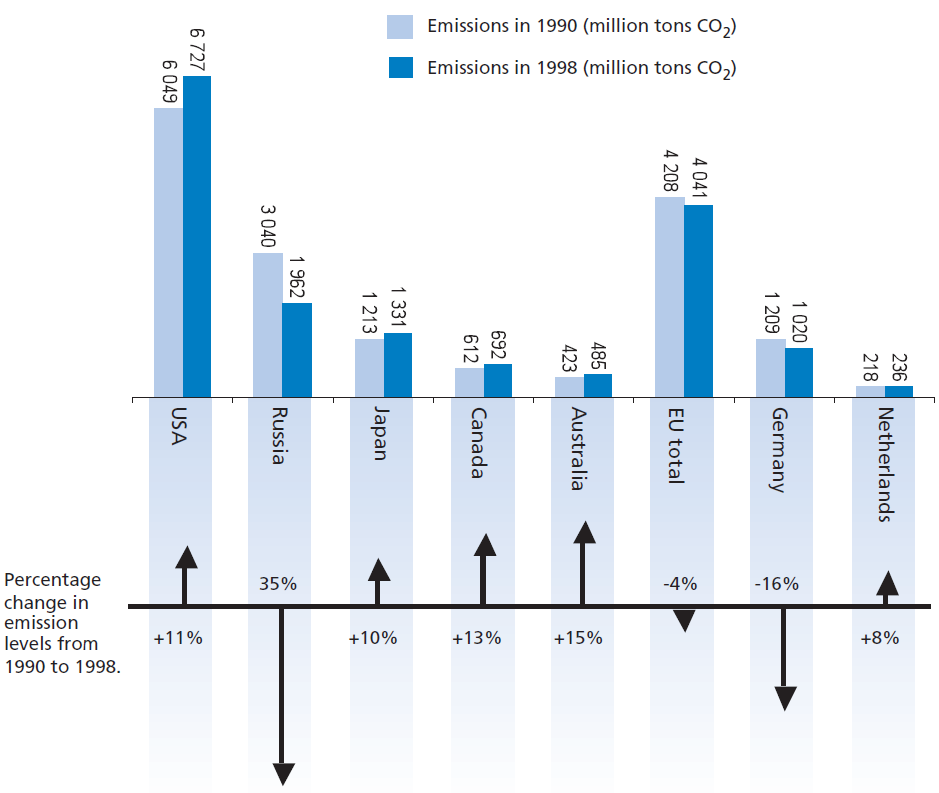 Emissions in 1990 (million tons CO₂)
Emissions in 1998 (million tons CO₂)
6 049
6 727
3 040
1 962
1 213
1 331
612
692
423
485
4 208
4 041
1 209
1 020
218
236
USA
Russia
Japan
Canada
Australia
EU total
Germany
Netherlands
Percentage
change in
emission
levels from
1990 to 1998.
35%
-4%
-16%
+11%
+10%
+13%
+15%
+8%